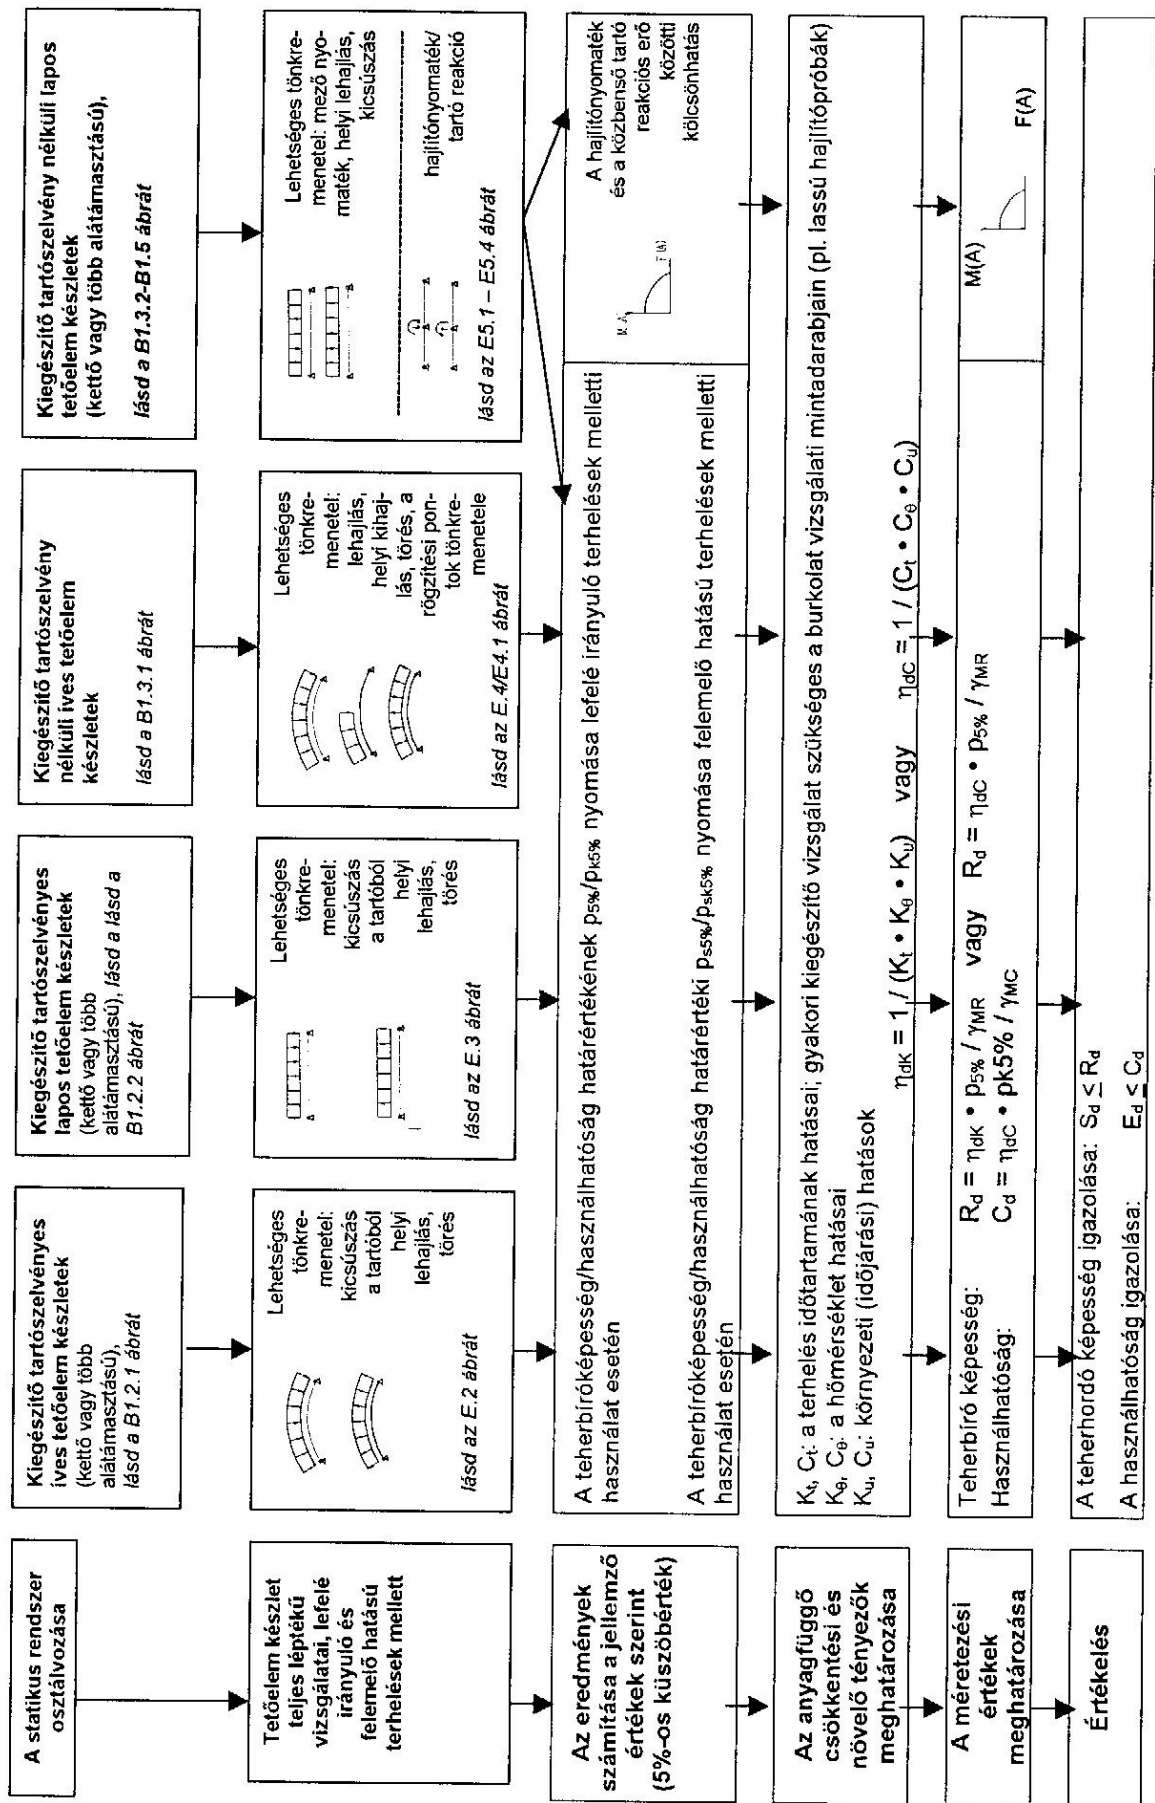 A statikus rendszer
osztálvozása
Kiegészítő tartószelvényes
íves tetőelem készletek
(kettő vagy több
alátámasztású),
lásd a B1.2.1 ábrát
Kiegészítő tartószelvényes
lapos tetőelem készletek
(kettő vagy több
alátámasztású), lásd a lásd a
B1.2.2 ábrát
Kiegészítő tartószelvény
nélküli íves tetőelem
készletek
lásd a B1.3.1 ábrát
Kiegészítő tartószelvény nélküli lapos
tetőelem készletek
(kettő vagy több alátámasztású),
lásd a B1.3.2-B1.5 ábrát
Tetőelem készlet
teljes léptékű
vizsgálatai, lefelé
irányuló és
felemelő hatású
terhelések mellett
Lehetséges
tönkre-
menetel:
kicsúszás
a tartóból
helyi
lehajlás,
törés
lásd az E.2 ábrát
Lehetséges
tönkre-
menetel:
kicsúszás
a tartóból
helyi
lehajlás,
törés
lásd az E.3 ábrát
Lehetséges
tönkre-
menetel:
lehajlás,
helyi kihaj-
lás, törés, a
rögzítési pon-
tok tönkre-
menetele
lásd az E.4/E4.1 ábrát
Lehetséges tönkre-
menetel: mező nyo-
maték, helyi lehajlás,
kicsúszás
hajlítónyomaték/
tartó reakció
lásd az E5.1 – E5.4 ábrát
Az eredmények
számítása a jellemző
értékek szerint
(5%-os küszöbérték)
A teherbíróképesség/használhatóság határértékének p5%/pk5% nyomása lefelé irányuló terhelések melletti
használat esetén
A teherbíróképesség/használhatóság határértéki ps5%/psk5% nyomása felemelő hatású terhelések melletti
használat esetén
A hajlítónyomaték
és a közbenső tartó
reakciós erő
közötti
kölcsönhatás
Az anyagfüggő
csökkentési és
növelő tényezők
meghatározása
Kt, Ct: a terhelés időtartamának hatásai; gyakori kiegészítő vizsgálat szükséges a burkolat vizsgálati mintadarabjain (pl. lassú hajlítópróbák)
Kθ, Cθ: a hőmérséklet hatásai
Ku, Cu: környezeti (időjárási) hatások
ηdK = 1 / (Kt • Kθ • Ku) vagy ηdC = 1 / (Ct • Cθ • Cu)
A méretezési
értékek
meghatározása
Teherbíró képesség: Rd = ηdK • p5% / γMR vagy Rd = ηdC • p5% / γMR
Használhatóság: Cd = ηdC • pk5% / γMC
M(A)
F(A)
Értékelés
A teherhordó képesség igazolása: Sd ≤ Rd
A használhatóság igazolása: Ed ≤ Cd